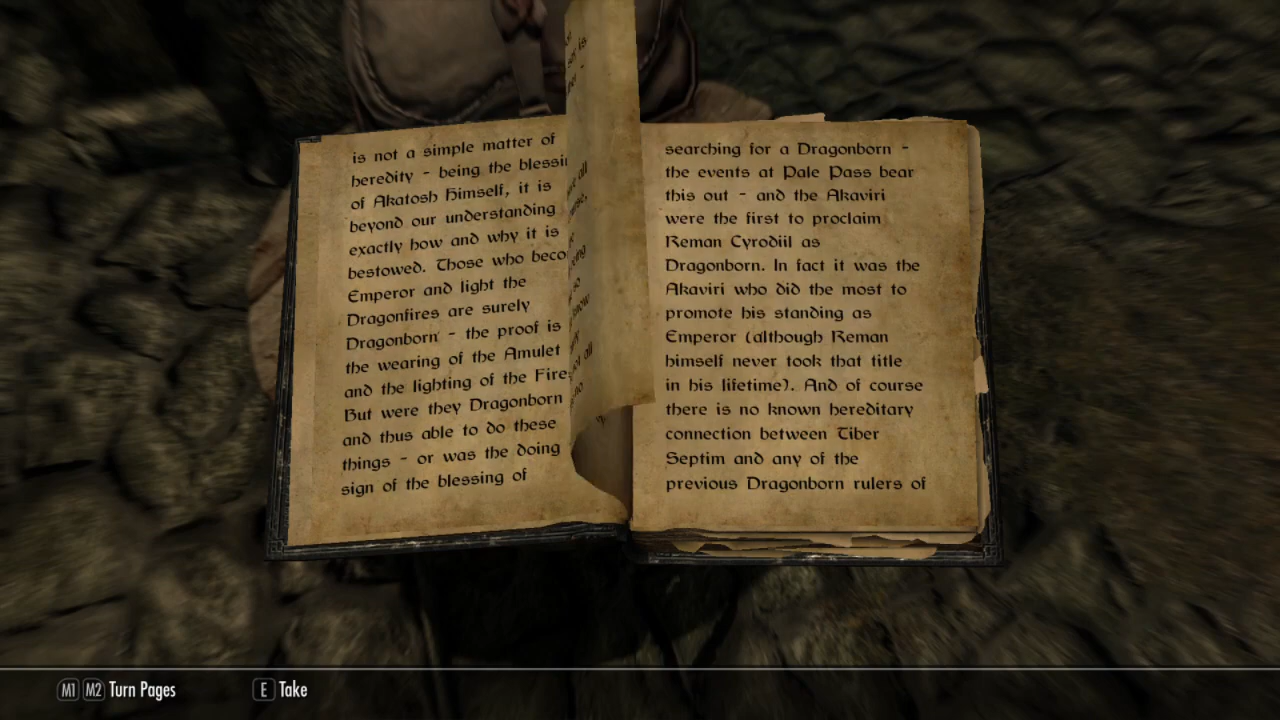 is not a simple matter of
heredity - being the blessin
of Akatosh Himself, it is
beyond our understanding
exactly how and why it is
bestowed. Those who beco
Emperor and light the
Dragonfires are surely
Dragonborn - the proof is
the wearing of the Amulet
and the lighting of the Fire
But were they Dragonborn
and thus able to do these
things - or was the doing
sign of the blessing of
searching for a Dragonborn -
the events at Pale Pass bear
this out - and the Akaviri
were the first to proclaim
Reman Cyrodiil as
Dragonborn. In fact it was the
Akaviri who did the most to
promote his standing as
Emperor (although Reman
himself never took that title
in his lifetime). And of course
there is no known hereditary
connection between Tiber
Septim and any of the
previous Dragonborn rulers of
M1 M2 Turn Pages
E Take